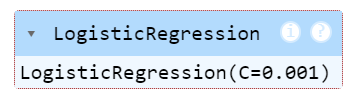 ▾ LogisticRegression i ?
LogisticRegression(C=0.001)